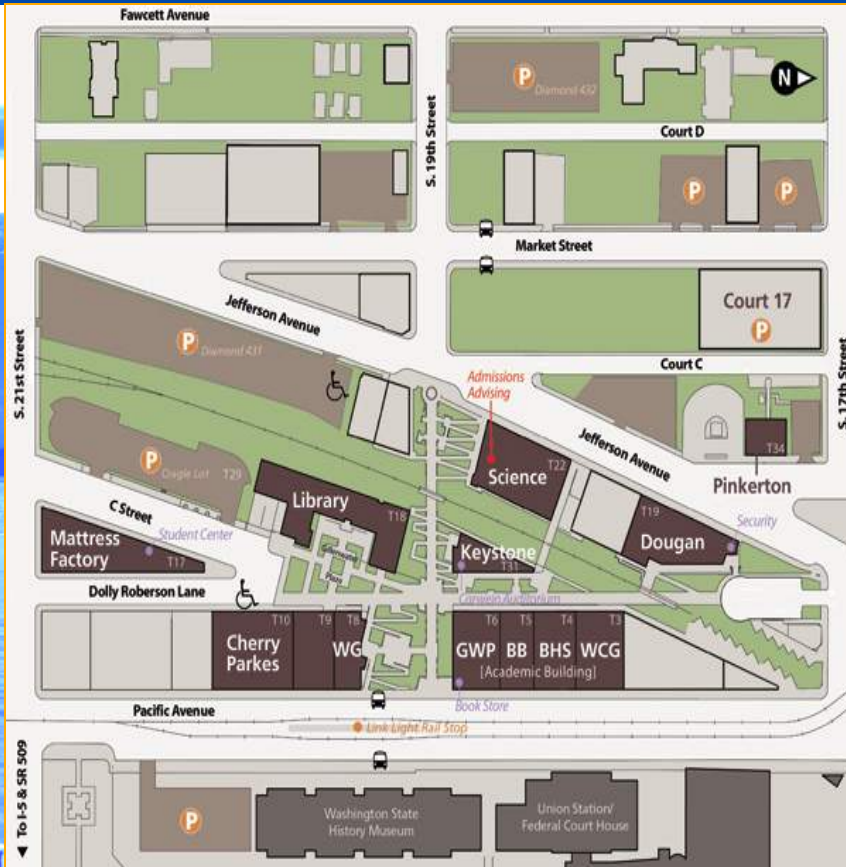 Fawcett Avenue
P
Diamond 432
N
Court D
S. 19th Street
P
P
Market Street
Jefferson Avenue
Court 17
P
S. 21st Street
P
Diamond 431
Court C
S. 17th Street
Admissions
Advising
Jefferson Avenue
T34
Pinkerton
Science
T22
P
T29
Library
T18
C Street
Student Center
Mattress
Factory
T17
Keystone
T31
T19
Dougan
Security
Dolly Roberson Lane
Carwein Auditorium
T10
T9
T8
Cherry
Parkes
WG
T6
T5
T4
T3
GWP
BB
BHS
WCG
[Academic Building]
Book Store
Pacific Avenue
Link Light Rail Stop
To I-5 & SR 509
P
Washington State
History Museum
Union Station/
Federal Court House